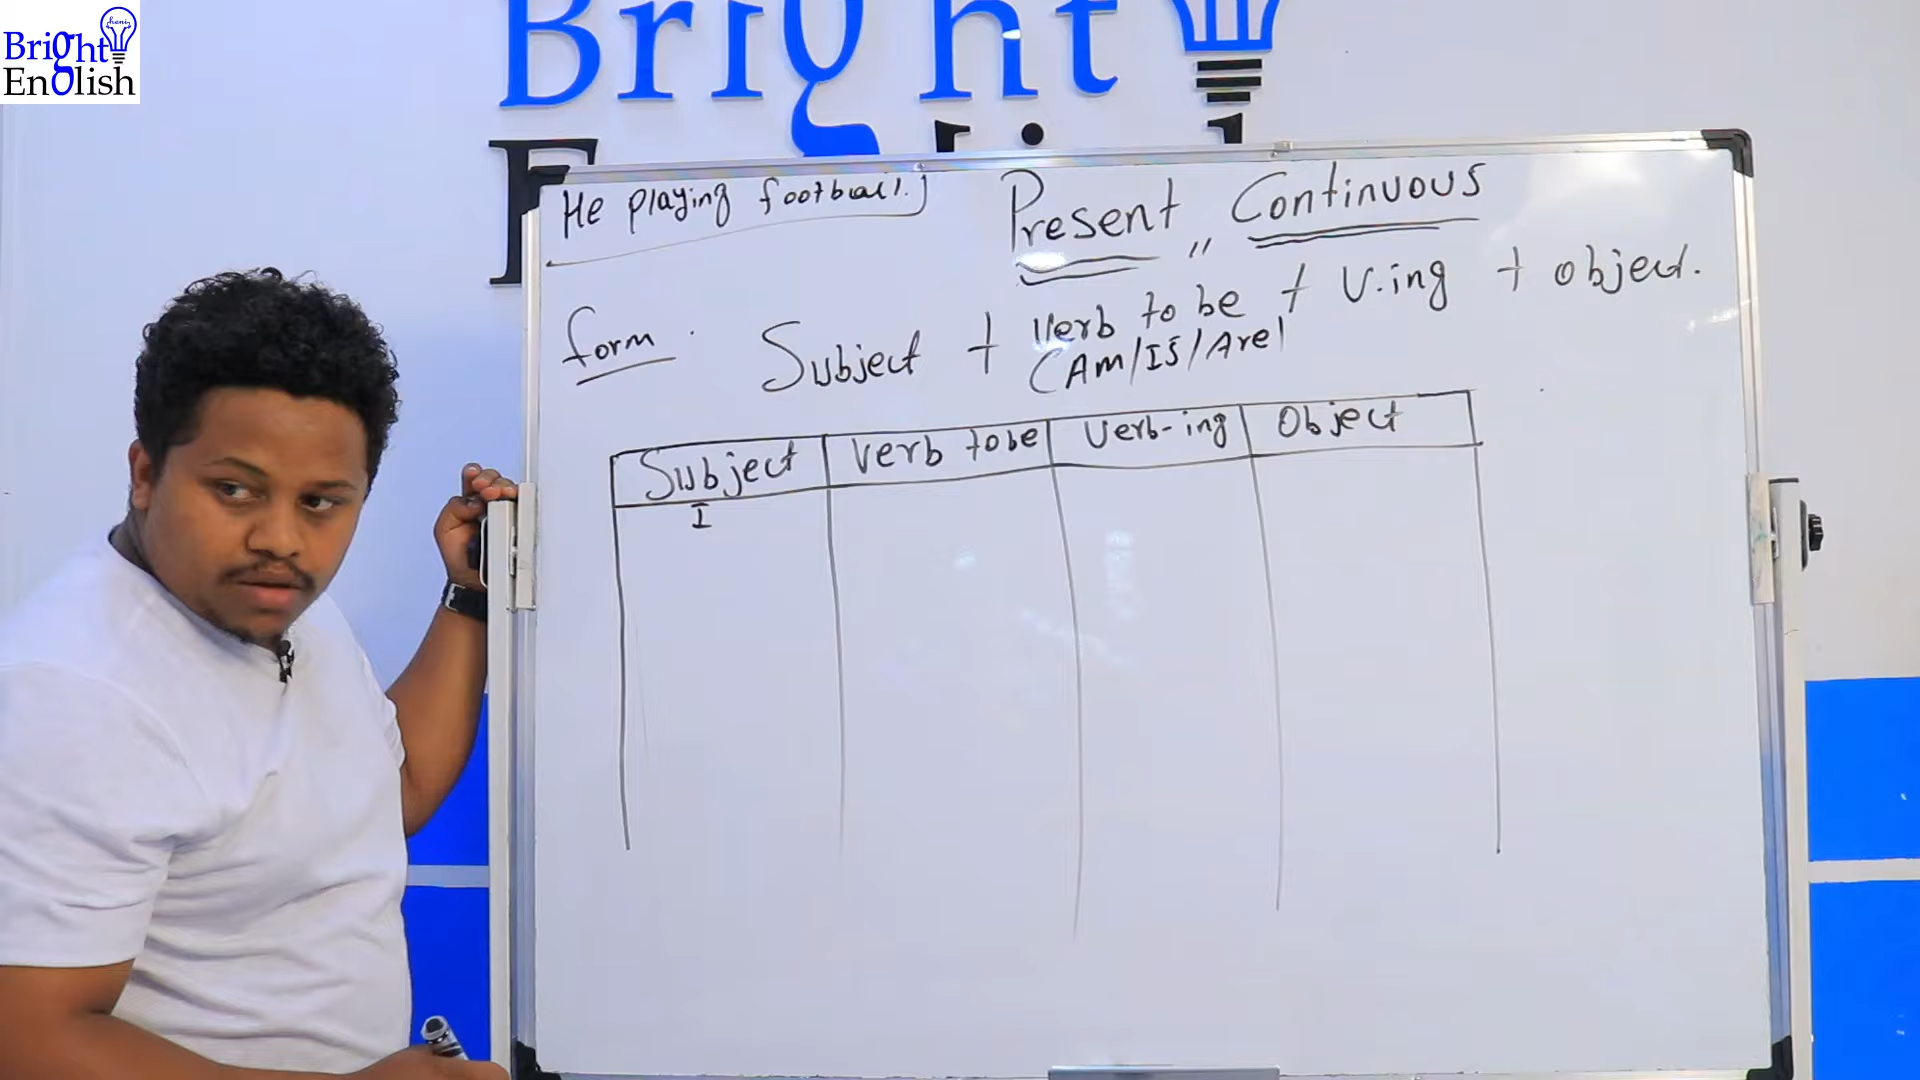 heni
Bright
English
Bright
He playing football.
Present Continuous
form. Subject + Verb to be + V.ing + object.
(Am/Is/Are)
Subject Verb tobe Verb-ing Object
I